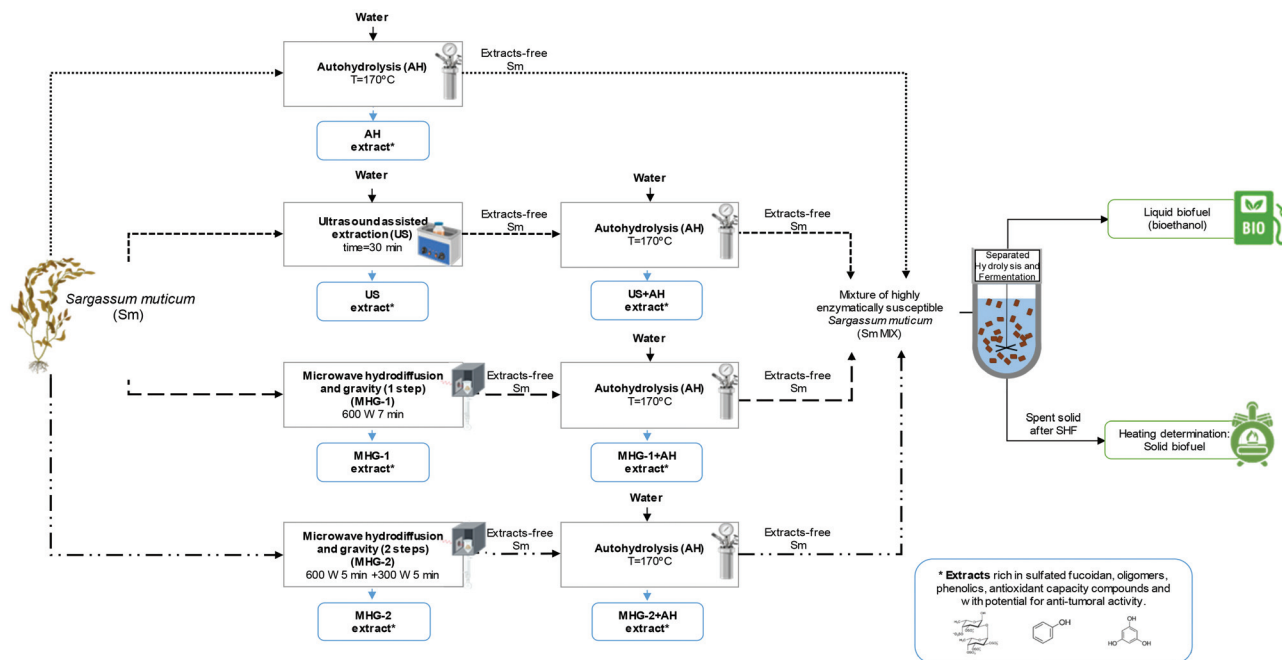 Water
Autohydrolysis (AH)
T=170ºC
Extracts-free
Sm
AH
extract*
Water
Ultrasound assisted
extraction (US)
time=30 min
Extracts-free
Sm
Water
Autohydrolysis (AH)
T=170ºC
Extracts-free
Sm
US
extract*
US+AH
extract*
Sargassum muticum
(Sm)
Water
Microwave hydrodiffusion
and gravity (1 step)
(MHG-1)
600 W 7 min
Extracts-free
Sm
Autohydrolysis (AH)
T=170ºC
Extracts-free
Sm
MHG-1
extract*
MHG-1+AH
extract*
Microwave hydrodiffusion
and gravity (2 steps)
(MHG-2)
600 W 5 min +300 W 5 min
Extracts-free
Sm
Water
Autohydrolysis (AH)
T=170ºC
Extracts-free
Sm
MHG-2
extract*
MHG-2+AH
extract*
Mixture of highly
enzymatically susceptible
Sargassum muticum
(Sm MIX)
Separated
Hydrolysis and
Fermentation
Liquid biofuel
(bioethanol)
BIO
Spent solid
after SHF
Heating determination:
Solid biofuel
* Extracts rich in sulfated fucoidan, oligomers,
phenolics, antioxidant capacity compounds and
with potential for anti-tumoral activity.
OH
OH
HO
OH